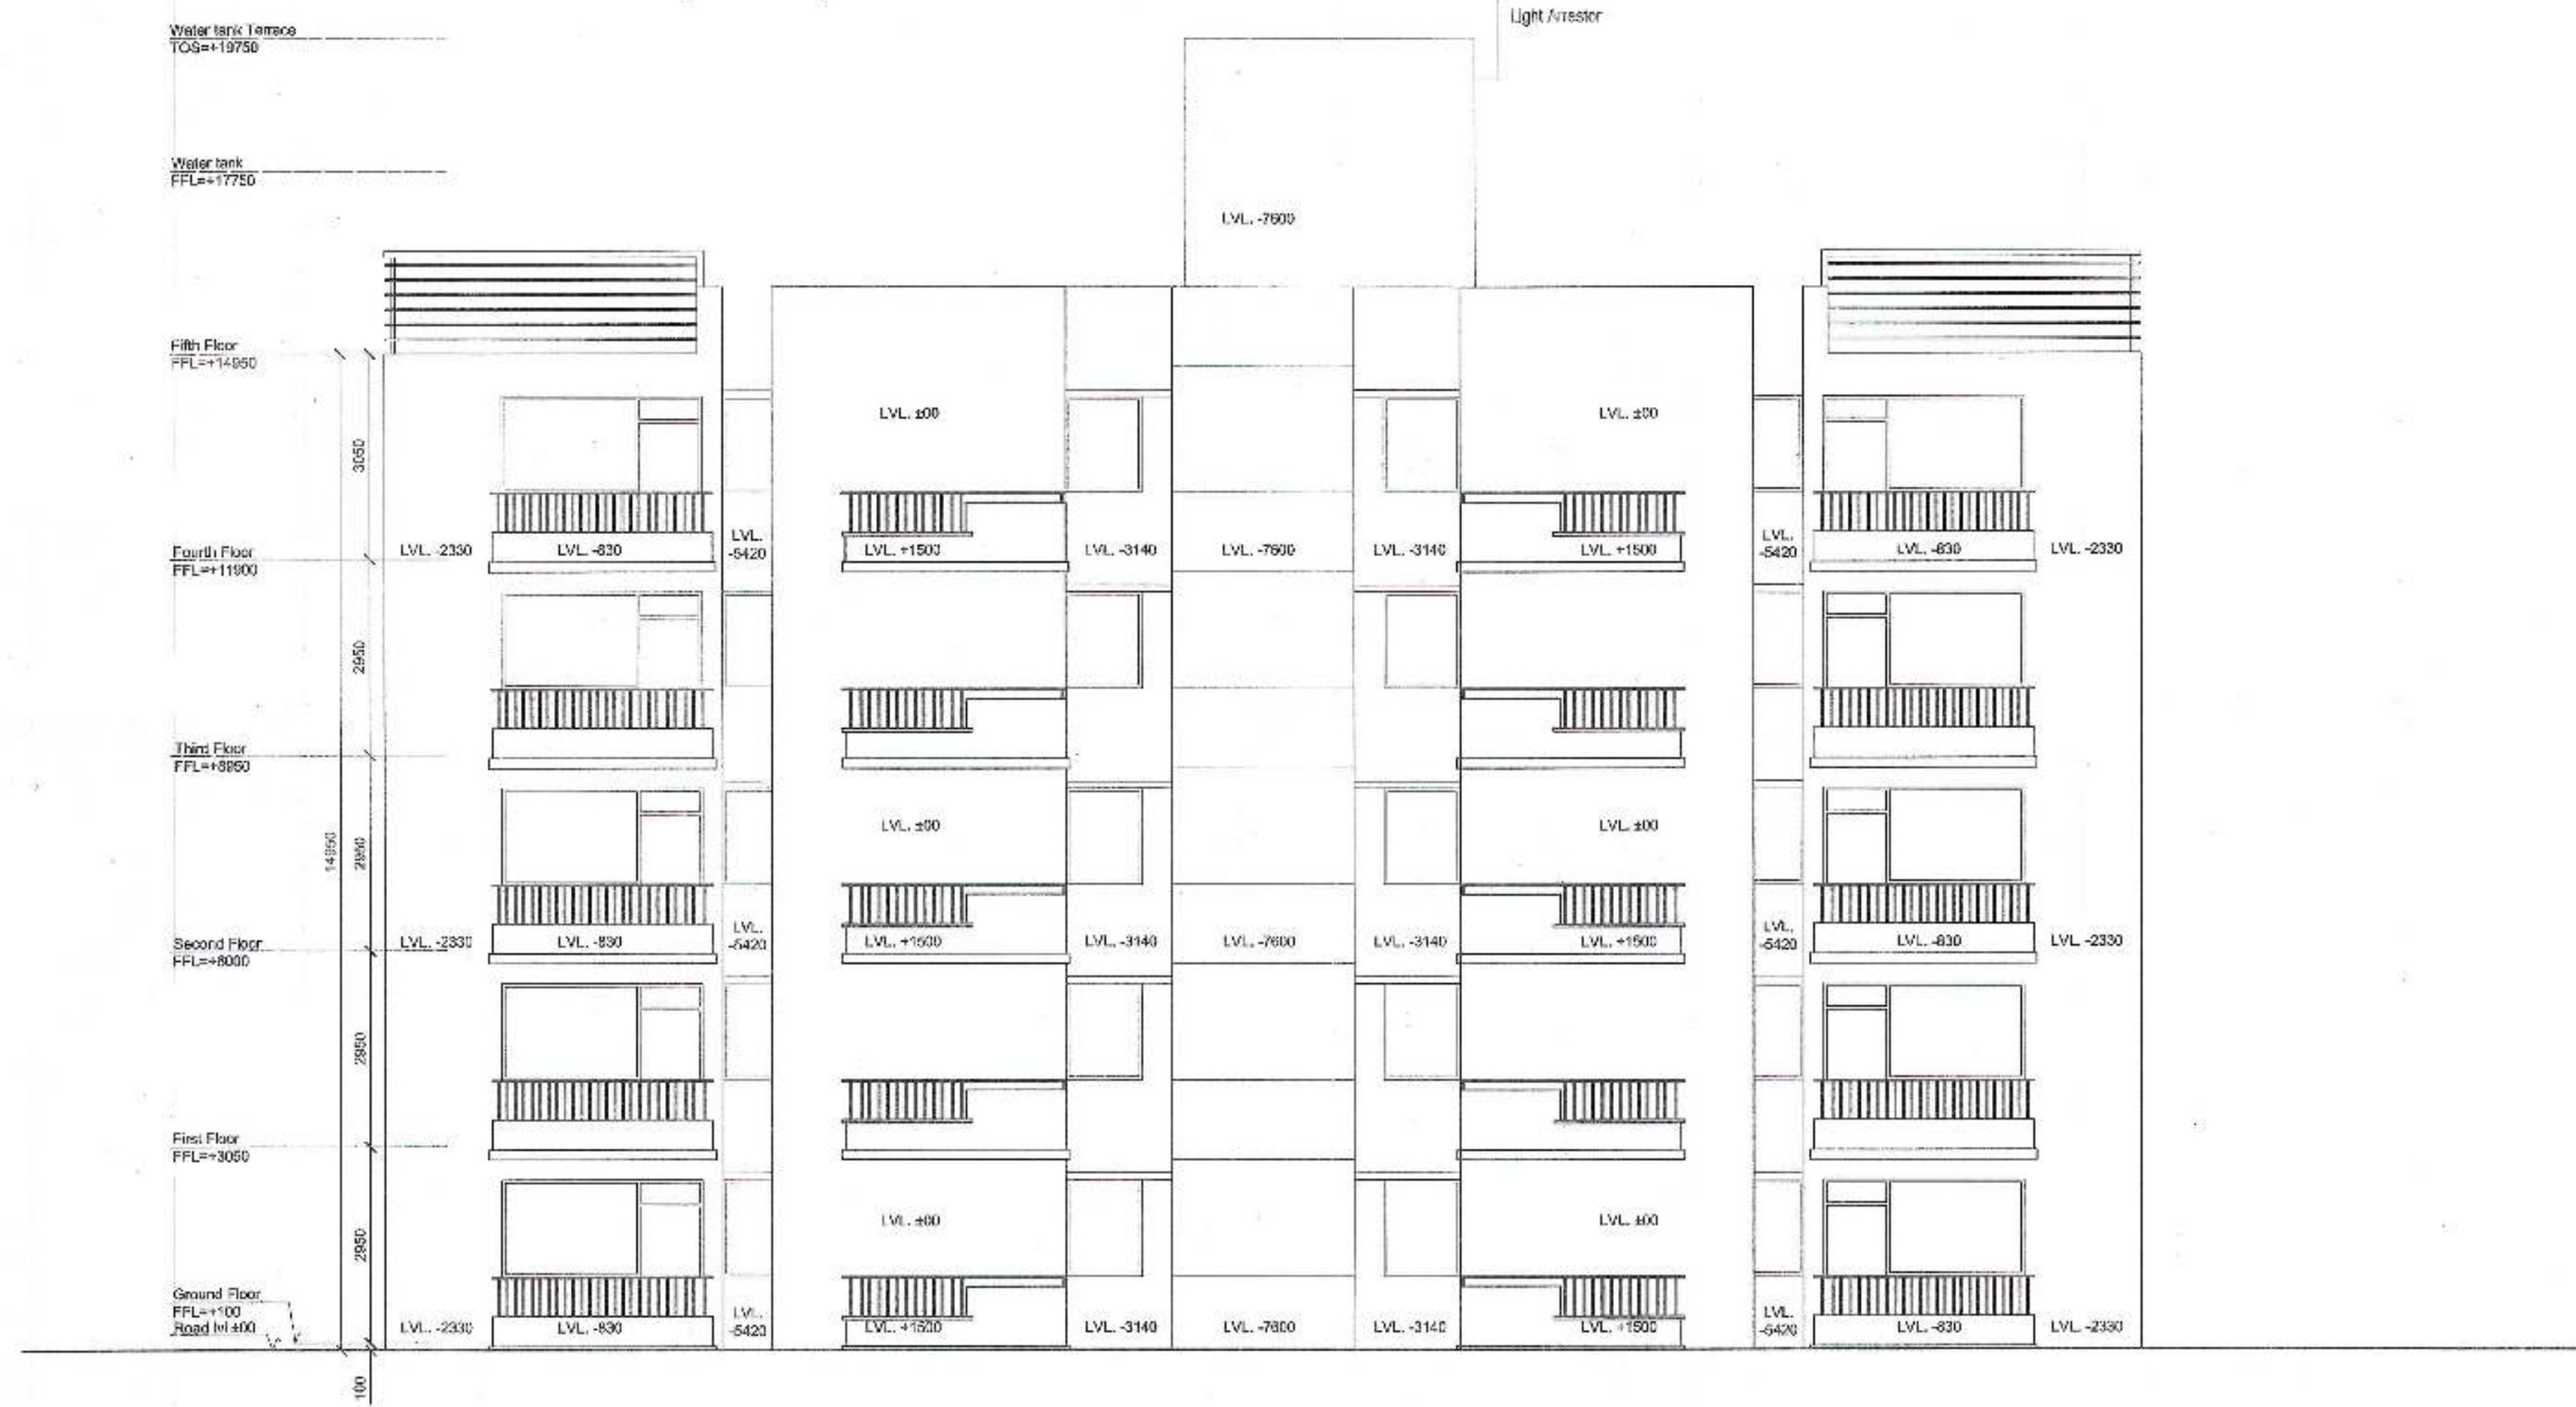 Light Arrestor
Water tank Terrace
TOS=+19750
Water tank
FFL=+17750
LVL. -7600
Fifth Floor
FFL=+14950
LVL. ±00
LVL. ±00
3050
Fourth Floor
FFL=+11900
LVL. -2330
LVL. -830
LVL.
-5420
LVL. +1500
LVL. -3140
LVL. -7600
LVL. -3140
LVL. +1500
LVL.
-5420
LVL. -830
LVL. -2330
2950
Third Floor
FFL=+8950
14950
2950
LVL. ±00
LVL. ±00
Second Floor
FFL=+6000
LVL. -2330
LVL. -830
LVL.
-5420
LVL. +1500
LVL. -3140
LVL. -7600
LVL. -3140
LVL. +1500
LVL.
-5420
LVL. -830
LVL. -2330
2950
First Floor
FFL=+3050
2950
LVL. ±00
LVL. ±00
Ground Floor
FFL=+100
Road lvl ±00
LVL. -2330
LVL. -830
LVL.
-5420
LVL. +1500
LVL. -3140
LVL. -7600
LVL. -3140
LVL. +1500
LVL.
-5420
LVL. -830
LVL. -2330
100